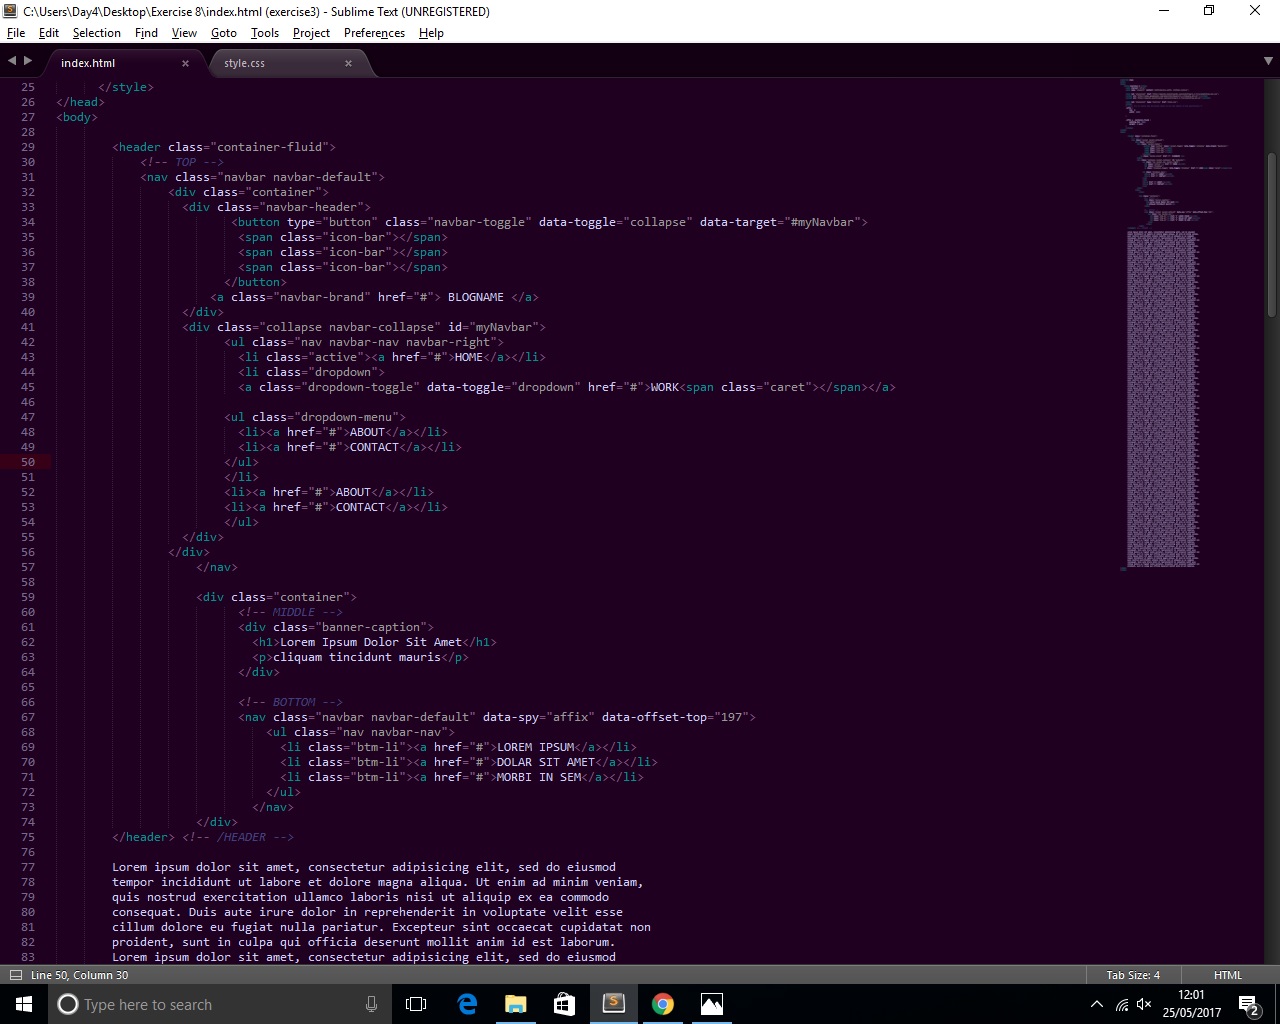 C:\Users\Day4\Desktop\Exercise 8\index.html (exercise3) - Sublime Text (UNREGISTERED)
File Edit Selection Find View Goto Tools Project Preferences Help
index.html × style.css ×
25 </style>
26 </head>
27 <body>
28
29 <header class="container-fluid">
30 <!-- TOP -->
31 <nav class="navbar navbar-default">
32 <div class="container">
33 <div class="navbar-header">
34 <button type="button" class="navbar-toggle" data-toggle="collapse" data-target="#myNavbar">
35 <span class="icon-bar"></span>
36 <span class="icon-bar"></span>
37 <span class="icon-bar"></span>
38 </button>
39 <a class="navbar-brand" href="#"> BLOGNAME </a>
40 </div>
41 <div class="collapse navbar-collapse" id="myNavbar">
42 <ul class="nav navbar-nav navbar-right">
43 <li class="active"><a href="#">HOME</a></li>
44 <li class="dropdown">
45 <a class="dropdown-toggle" data-toggle="dropdown" href="#">WORK<span class="caret"></span></a>
46
47 <ul class="dropdown-menu">
48 <li><a href="#">ABOUT</a></li>
49 <li><a href="#">CONTACT</a></li>
50 </ul>
51 </li>
52 <li><a href="#">ABOUT</a></li>
53 <li><a href="#">CONTACT</a></li>
54 </ul>
55 </div>
56 </div>
57 </nav>
58
59 <div class="container">
60 <!-- MIDDLE -->
61 <div class="banner-caption">
62 <h1>Lorem Ipsum Dolor Sit Amet</h1>
63 <p>cliquam tincidunt mauris</p>
64 </div>
65
66 <!-- BOTTOM -->
67 <nav class="navbar navbar-default" data-spy="affix" data-offset-top="197">
68 <ul class="nav navbar-nav">
69 <li class="btm-li"><a href="#">LOREM IPSUM</a></li>
70 <li class="btm-li"><a href="#">DOLAR SIT AMET</a></li>
71 <li class="btm-li"><a href="#">MORBI IN SEM</a></li>
72 </ul>
73 </nav>
74 </div>
75 </header> <!-- /HEADER -->
76
77 Lorem ipsum dolor sit amet, consectetur adipisicing elit, sed do eiusmod
78 tempor incididunt ut labore et dolore magna aliqua. Ut enim ad minim veniam,
79 quis nostrud exercitation ullamco laboris nisi ut aliquip ex ea commodo
80 consequat. Duis aute irure dolor in reprehenderit in voluptate velit esse
81 cillum dolore eu fugiat nulla pariatur. Excepteur sint occaecat cupidatat non
82 proident, sunt in culpa qui officia deserunt mollit anim id est laborum.
83 Lorem ipsum dolor sit amet, consectetur adipisicing elit, sed do eiusmod
Line 50, Column 30 Tab Size: 4 HTML
Type here to search
12:01
25/05/2017
2